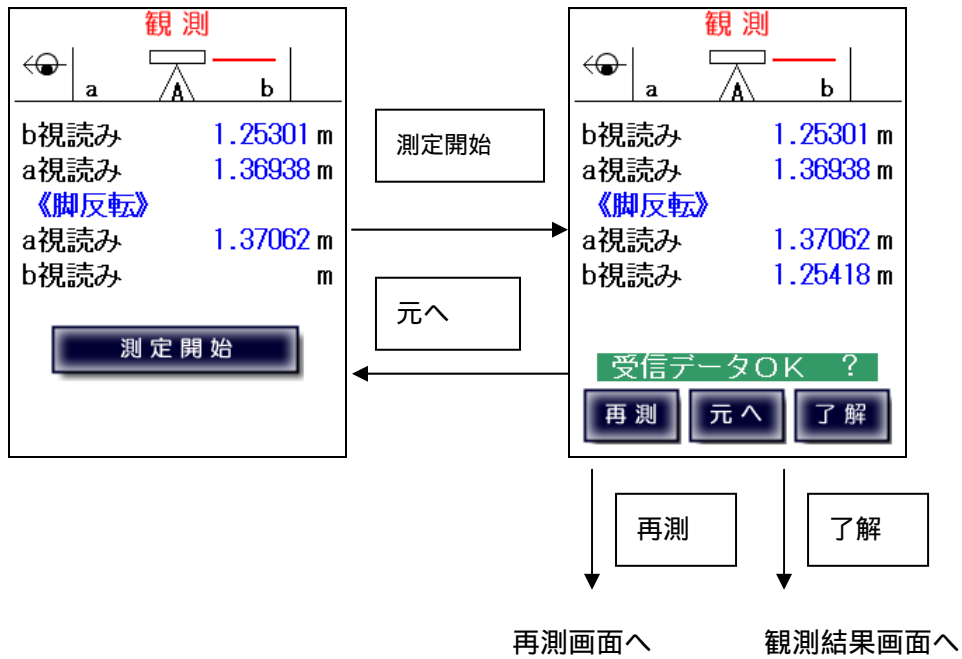 観測
a
A
b
b視読み 1.25301 m
a視読み 1.36938 m
《脚反転》
a視読み 1.37062 m
b視読み m
測定開始
測定開始
元へ
観測
a
A
b
b視読み 1.25301 m
a視読み 1.36938 m
《脚反転》
a視読み 1.37062 m
b視読み 1.25418 m
受信データOK ?
再測 元へ 了解
再測
了解
再測画面へ
観測結果画面へ